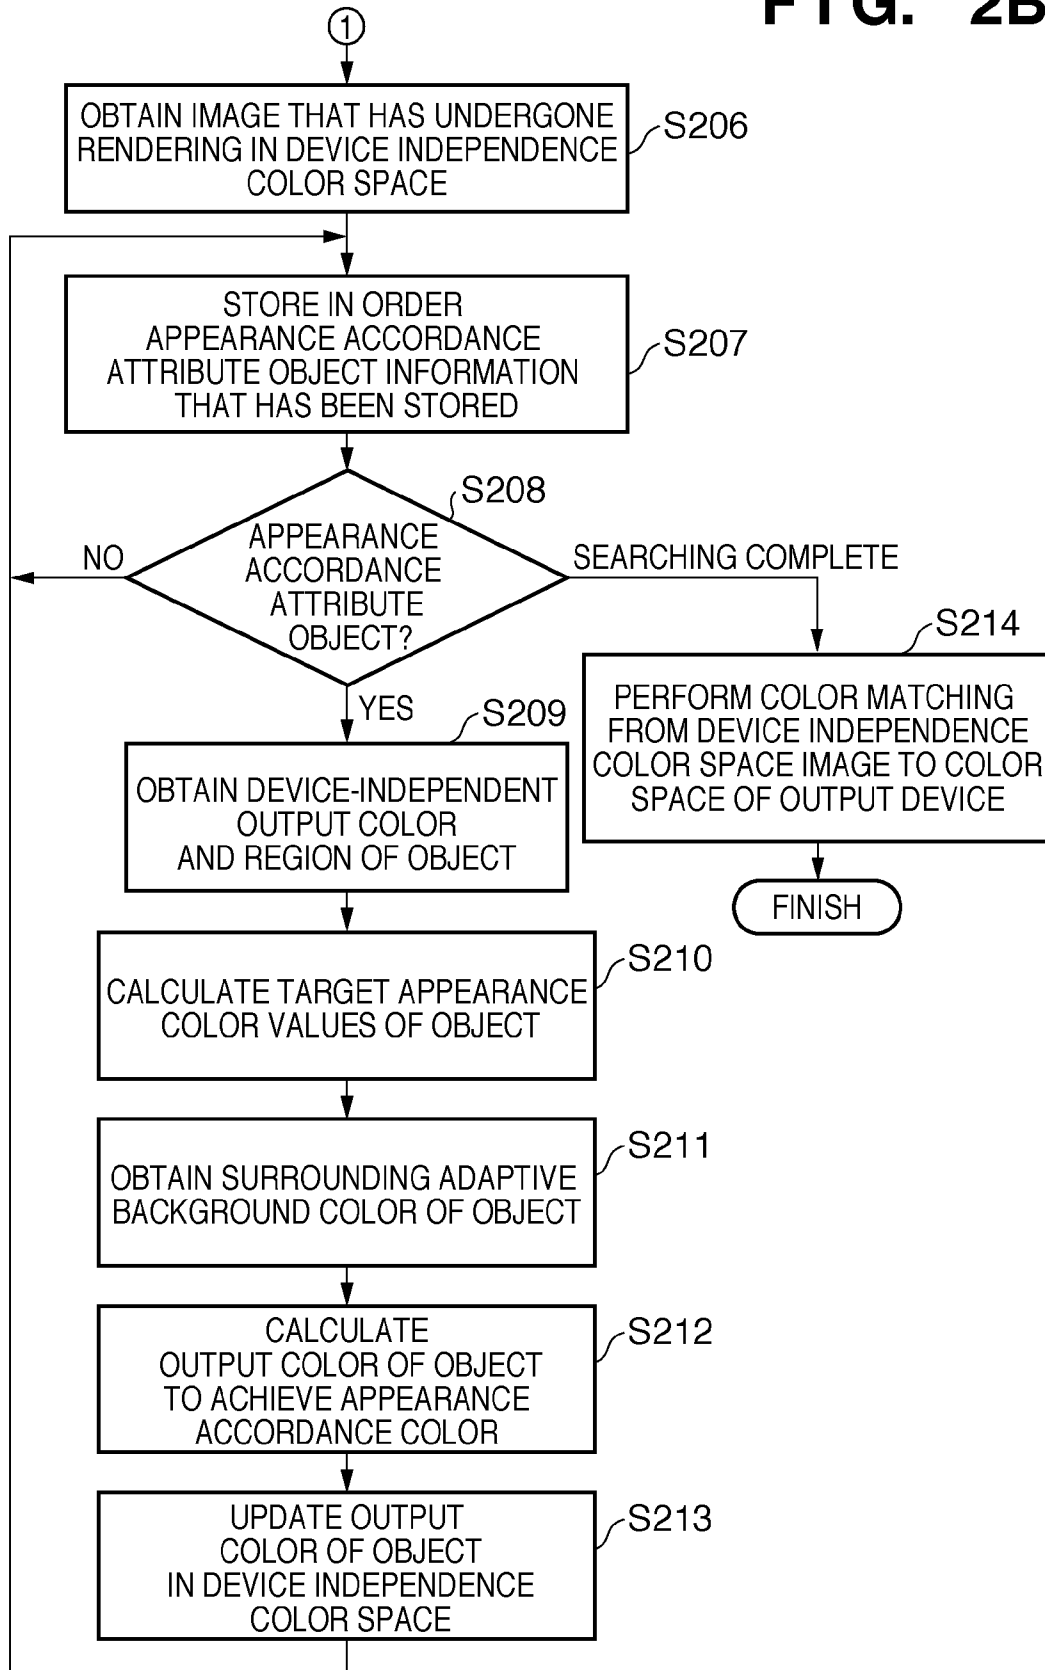 FIG. 2B
1
OBTAIN IMAGE THAT HAS UNDERGONE
RENDERING IN DEVICE INDEPENDENCE
COLOR SPACE
S206
STORE IN ORDER
APPEARANCE ACCORDANCE
ATTRIBUTE OBJECT INFORMATION
THAT HAS BEEN STORED
S207
S208
APPEARANCE
ACCORDANCE
ATTRIBUTE
OBJECT?
NO
SEARCHING COMPLETE
YES
S214
PERFORM COLOR MATCHING
FROM DEVICE INDEPENDENCE
COLOR SPACE IMAGE TO COLOR
SPACE OF OUTPUT DEVICE
FINISH
S209
OBTAIN DEVICE-INDEPENDENT
OUTPUT COLOR
AND REGION OF OBJECT
S210
CALCULATE TARGET APPEARANCE
COLOR VALUES OF OBJECT
S211
OBTAIN SURROUNDING ADAPTIVE
BACKGROUND COLOR OF OBJECT
S212
CALCULATE
OUTPUT COLOR OF OBJECT
TO ACHIEVE APPEARANCE
ACCORDANCE COLOR
S213
UPDATE OUTPUT
COLOR OF OBJECT
IN DEVICE INDEPENDENCE
COLOR SPACE